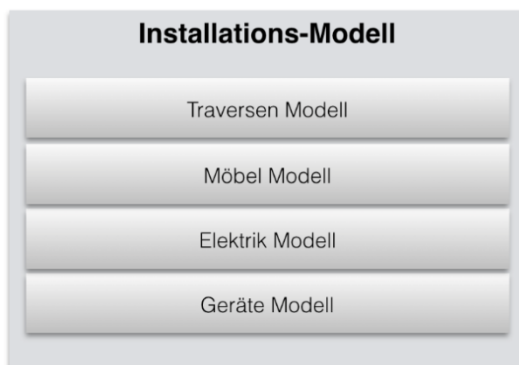 Installations-Modell
Traversen Modell
Möbel Modell
Elektrik Modell
Geräte Modell